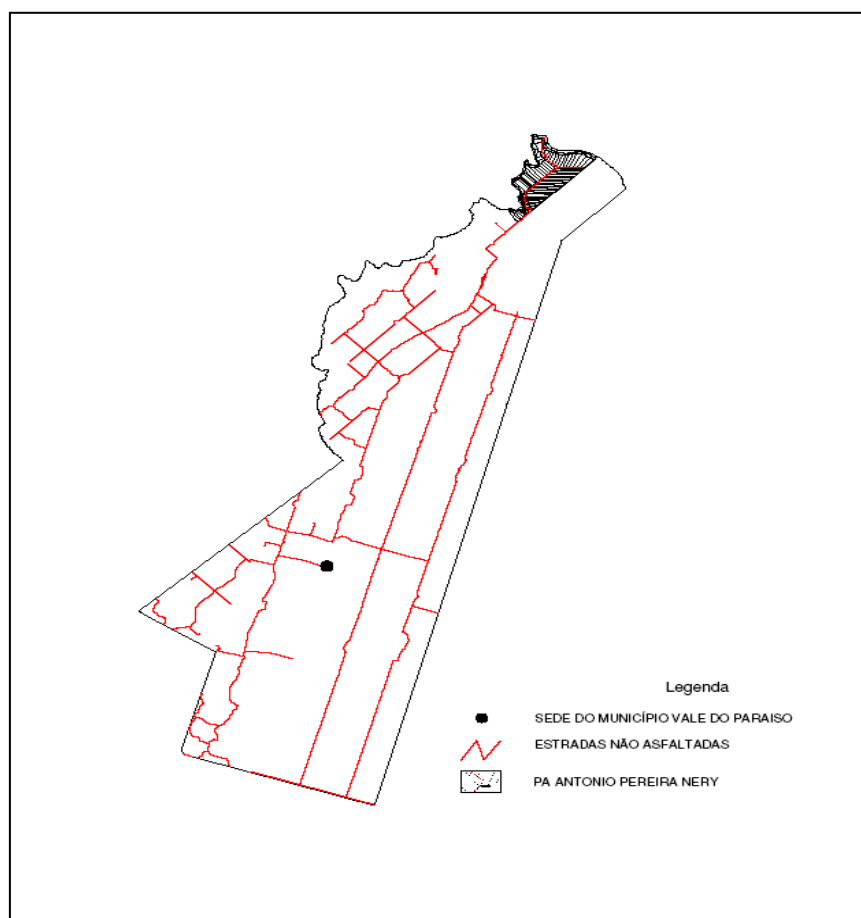 Legenda
SEDE DO MUNICÍPIO VALE DO PARAISO
ESTRADAS NÃO ASFALTADAS
PA ANTONIO PEREIRA NERY